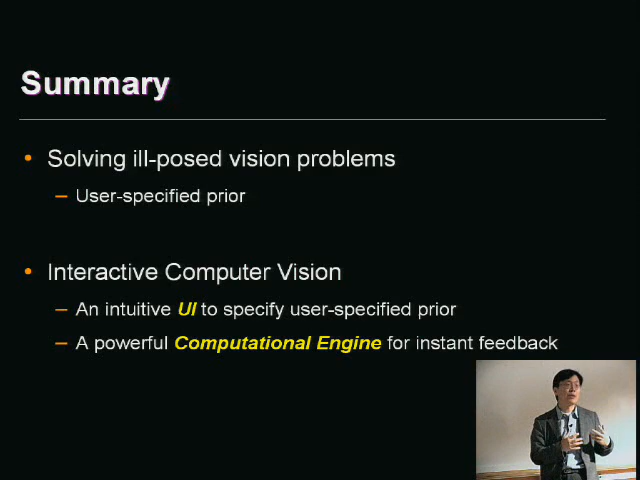 Summary
• Solving ill-posed vision problems
– User-specified prior
• Interactive Computer Vision
– An intuitive UI to specify user-specified prior
– A powerful Computational Engine for instant feedback